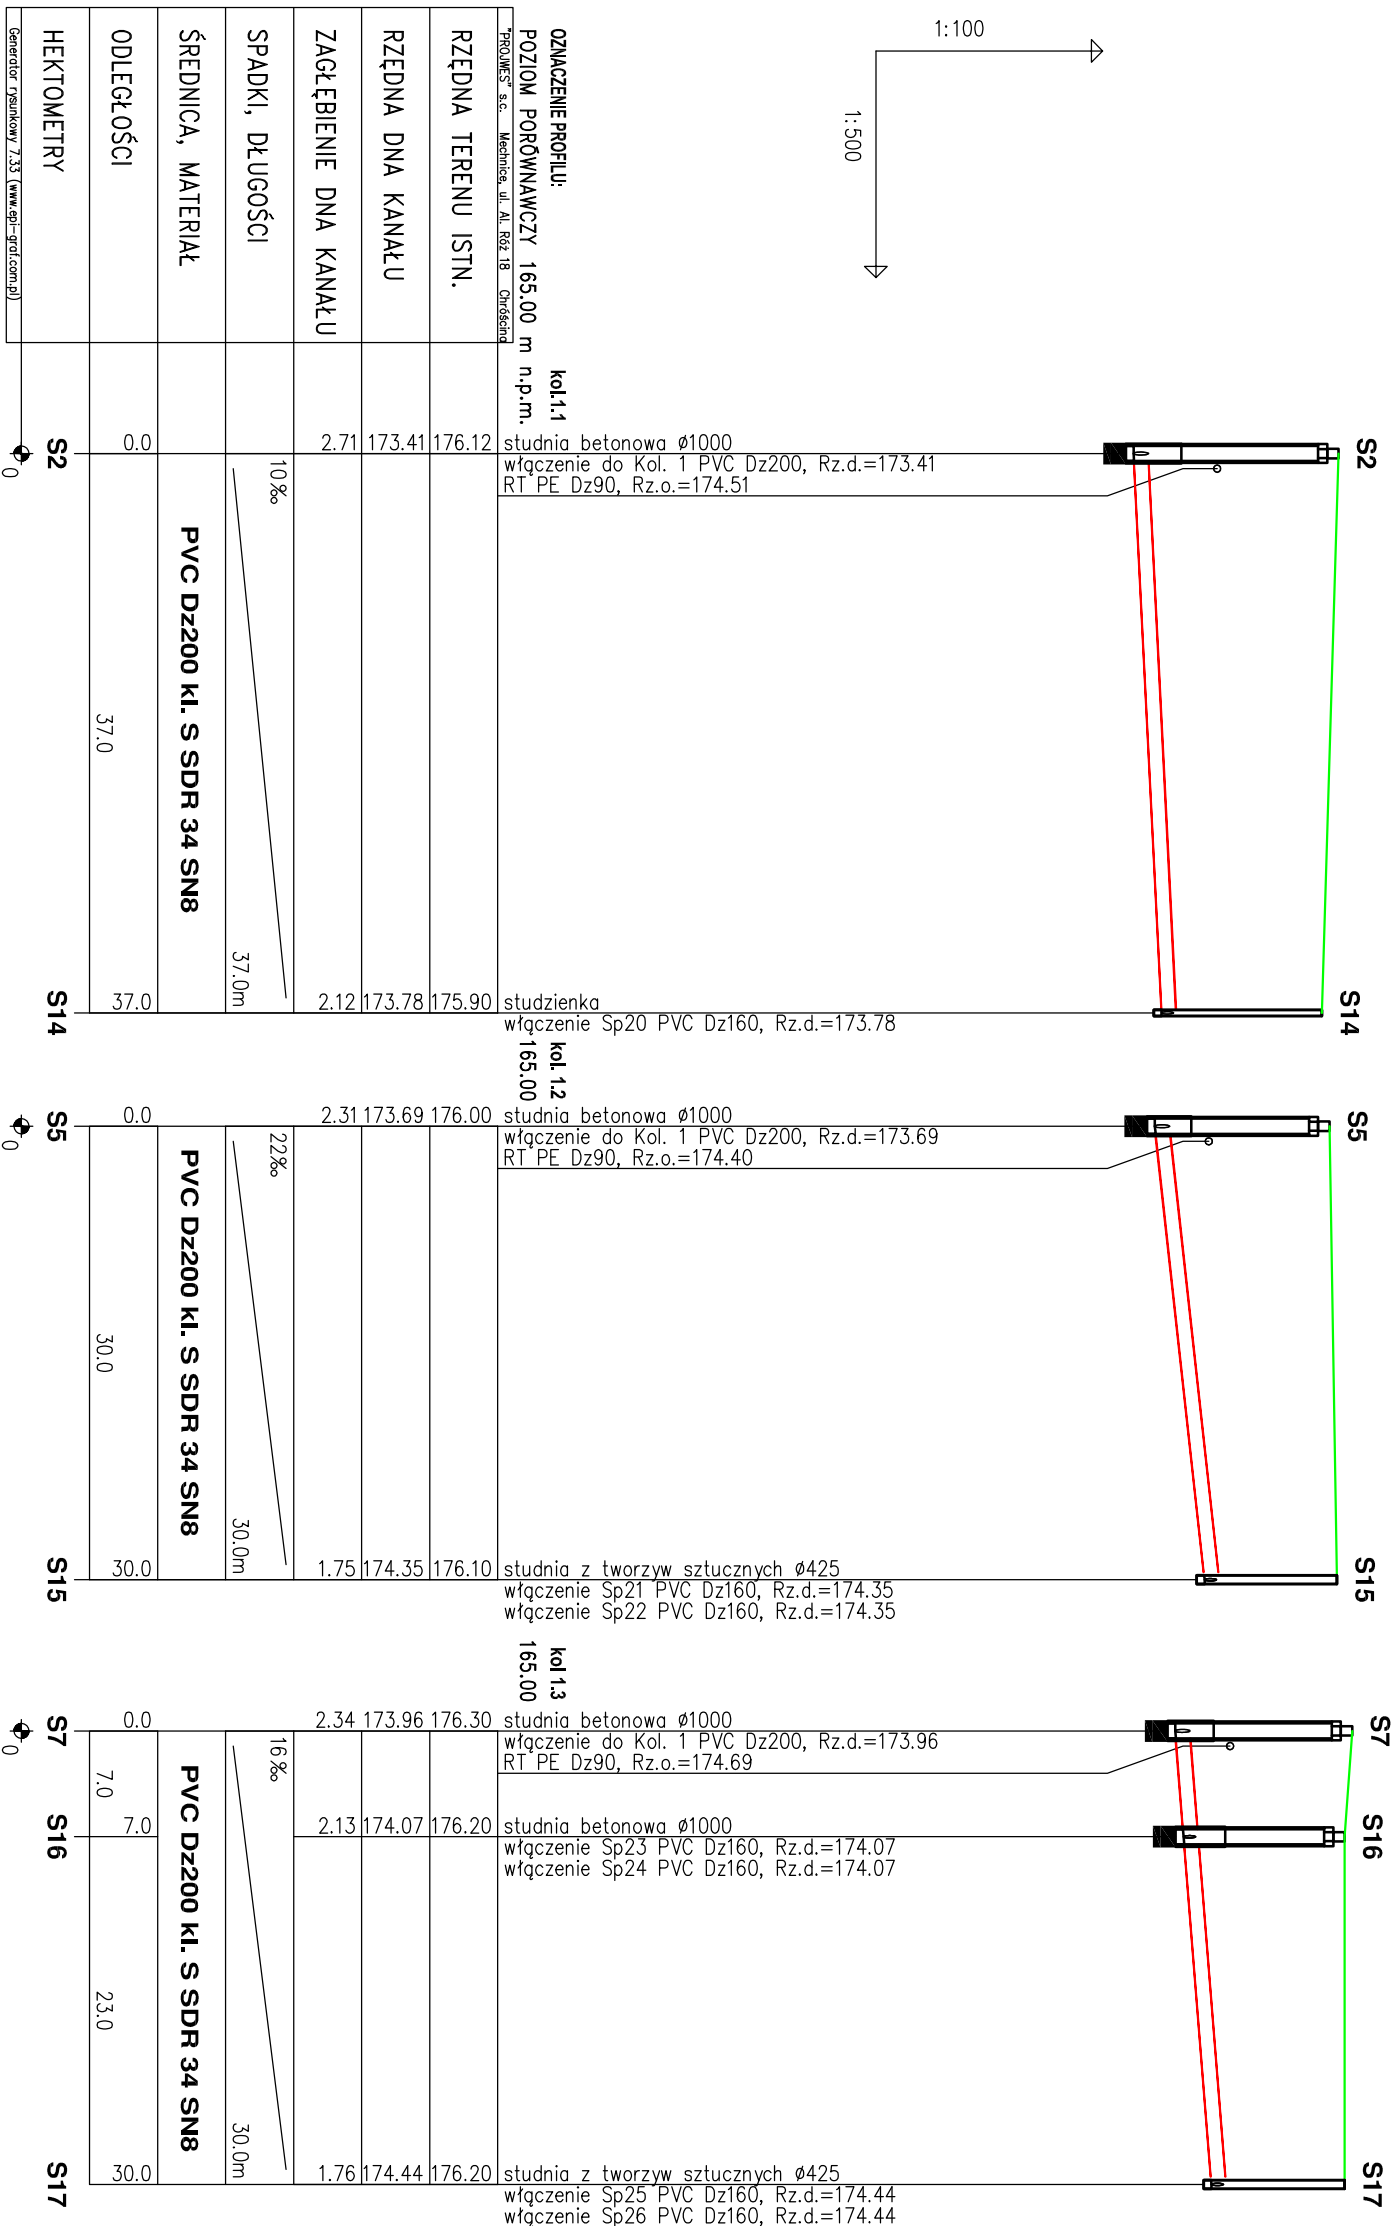 1:100
1:500
OZNACZENIE PROFILU:
kol.1.1
POZIOM PORÓWNAWCZY 165.00 m n.p.m.
"PROJWES" s.c. Mechnice, ul. Al. Róż 18 Chróścina
RZĘDNA TERENU ISTN.
RZĘDNA DNA KANAŁU
ZAGŁĘBIENIE DNA KANAŁU
SPADKI, DŁUGOŚCI
ŚREDNICA, MATERIAŁ
ODLEGŁOŚCI
HEKTOMETRY
Generator rysunkowy 7.33 (www.epi-graf.com.pl)
S2
studnia betonowa Ø1000
włączenie do Kol. 1 PVC Dz200, Rz.d.=173.41
RT PE Dz90, Rz.o.=174.51
176.12
173.41
2.71
10‰
37.0m
PVC Dz200 kl. S SDR 34 SN8
0.0
37.0
S2
0
S14
studzienka
włączenie Sp20 PVC Dz160, Rz.d.=173.78
175.90
173.78
2.12
37.0
S14
kol. 1.2
165.00
S5
studnia betonowa Ø1000
włączenie do Kol. 1 PVC Dz200, Rz.d.=173.69
RT PE Dz90, Rz.o.=174.40
176.00
173.69
2.31
22‰
30.0m
PVC Dz200 kl. S SDR 34 SN8
0.0
30.0
S5
0
S15
studnia z tworzyw sztucznych Ø425
włączenie Sp21 PVC Dz160, Rz.d.=174.35
włączenie Sp22 PVC Dz160, Rz.d.=174.35
176.10
174.35
1.75
30.0
S15
kol 1.3
165.00
S7
studnia betonowa Ø1000
włączenie do Kol. 1 PVC Dz200, Rz.d.=173.96
RT PE Dz90, Rz.o.=174.69
176.30
173.96
2.34
16‰
30.0m
PVC Dz200 kl. S SDR 34 SN8
0.0
7.0
S7
0
S16
studnia betonowa Ø1000
włączenie Sp23 PVC Dz160, Rz.d.=174.07
włączenie Sp24 PVC Dz160, Rz.d.=174.07
176.20
174.07
2.13
7.0
23.0
S16
S17
studnia z tworzyw sztucznych Ø425
włączenie Sp25 PVC Dz160, Rz.d.=174.44
włączenie Sp26 PVC Dz160, Rz.d.=174.44
176.20
174.44
1.76
30.0
S17